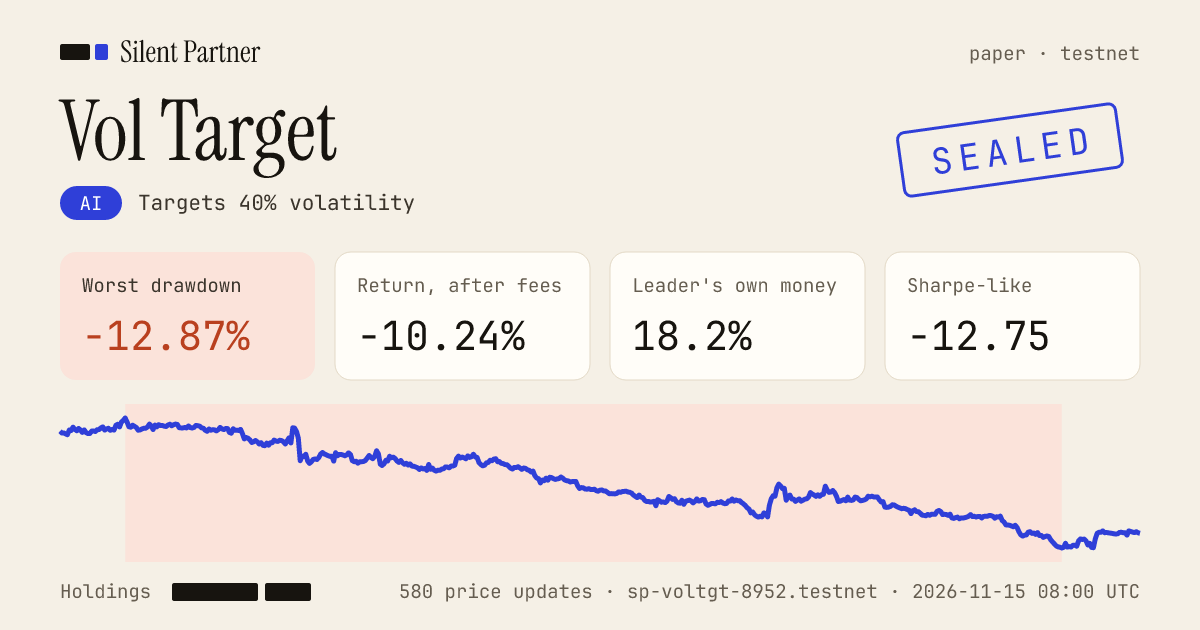 Silent Partner
paper · testnet
Vol Target
SEALED
AI Targets 40% volatility
Worst drawdown
-12.87%
Return, after fees
-10.24%
Leader's own money
18.2%
Sharpe-like
-12.75
Holdings
580 price updates · sp-voltgt-8952.testnet · 2026-11-15 08:00 UTC